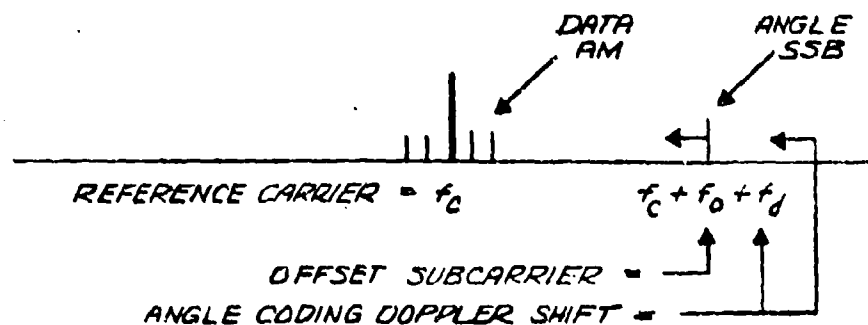 DATA
AM
ANGLE
SSB
REFERENCE CARRIER = fc
fc + fo + fd
OFFSET SUBCARRIER =
ANGLE CODING DOPPLER SHIFT =